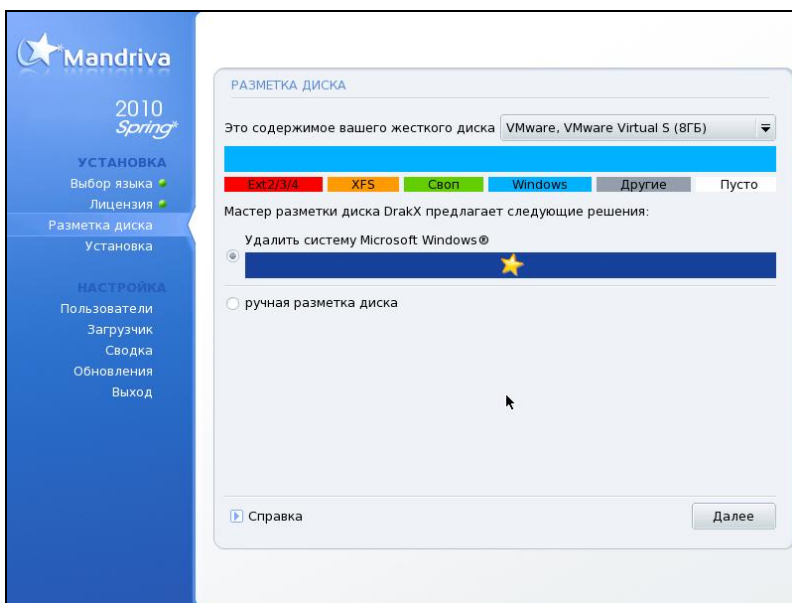 Mandriva
2010
Spring
УСТАНОВКА
Выбор языка
Лицензия
Разметка диска
Установка
НАСТРОЙКА
Пользователи
Загрузчик
Сводка
Обновления
Выход
РАЗМЕТКА ДИСКА
Это содержимое вашего жесткого диска VMware, VMware Virtual S (8ГБ)
Ext2/3/4 XFS Своп Windows Другие Пусто
Мастер разметки диска DrakX предлагает следующие решения:
Удалить систему Microsoft Windows®
ручная разметка диска
Справка
Далее